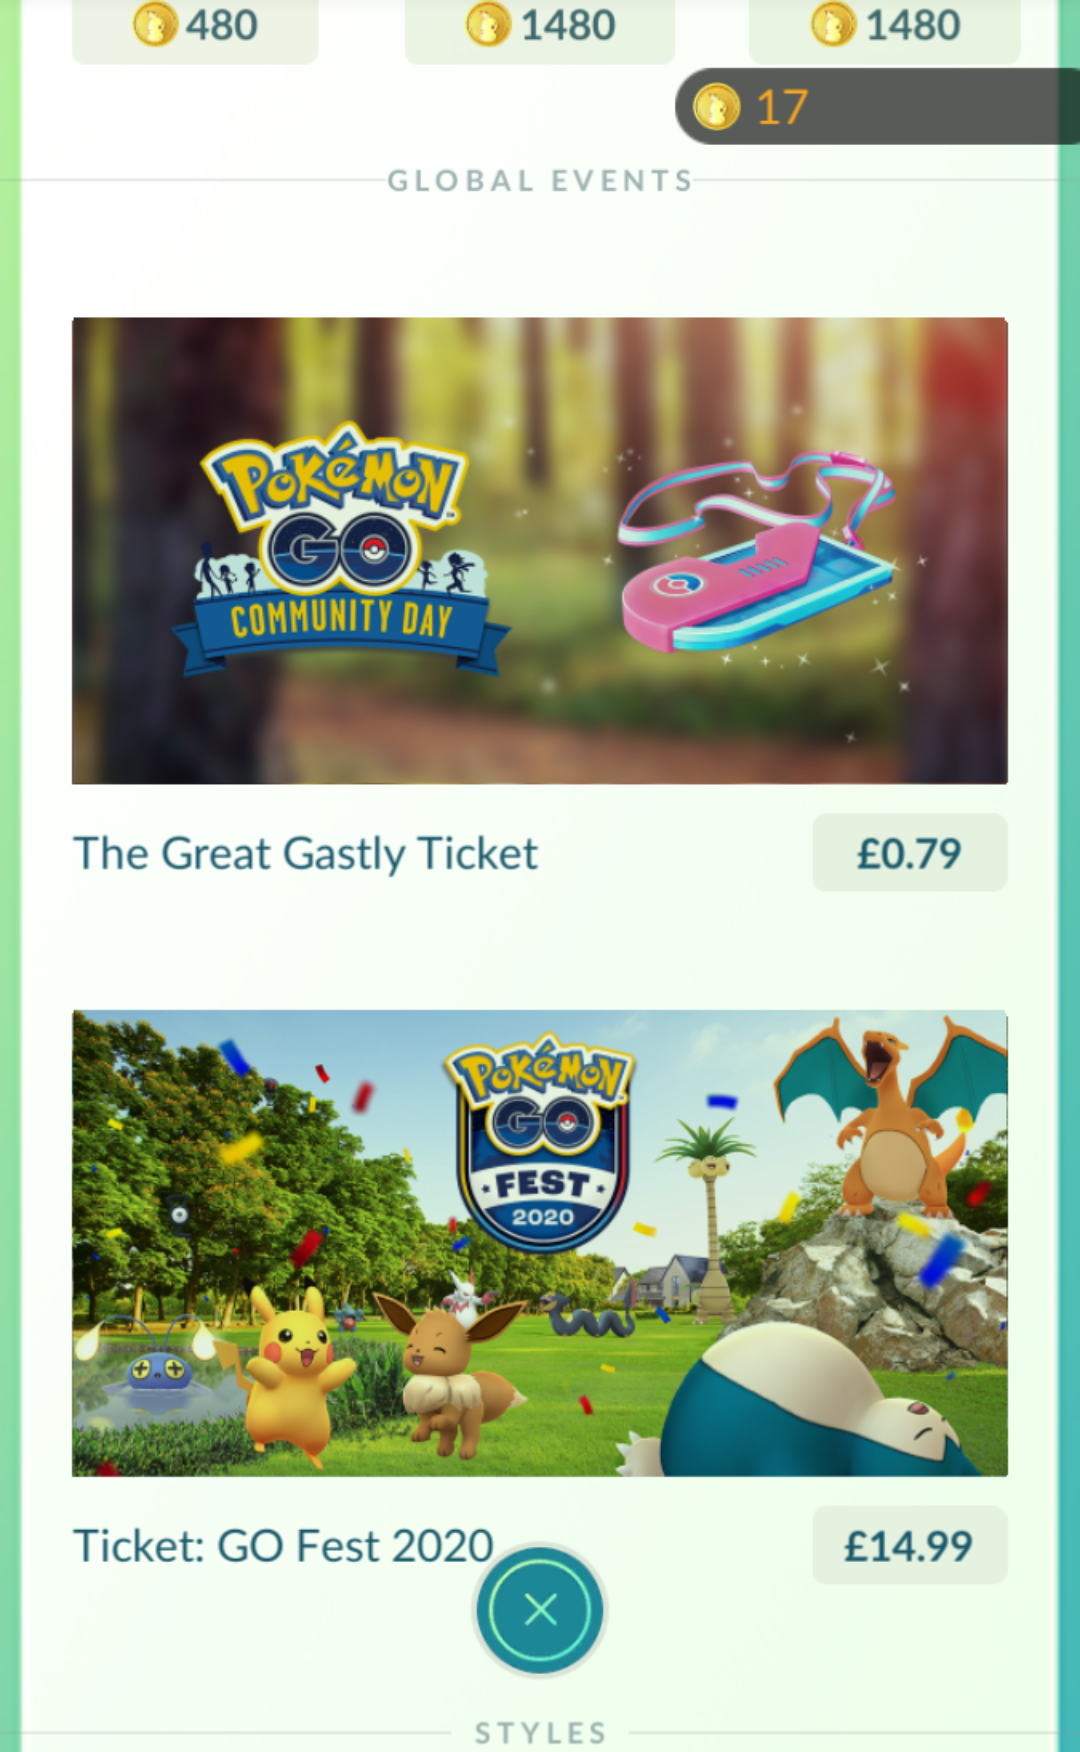 480 1480 1480
17
GLOBAL EVENTS
POKÉMON
GO
COMMUNITY DAY
The Great Gastly Ticket £0.79
POKÉMON
GO
FEST
2020
Ticket: GO Fest 2020 £14.99
STYLES